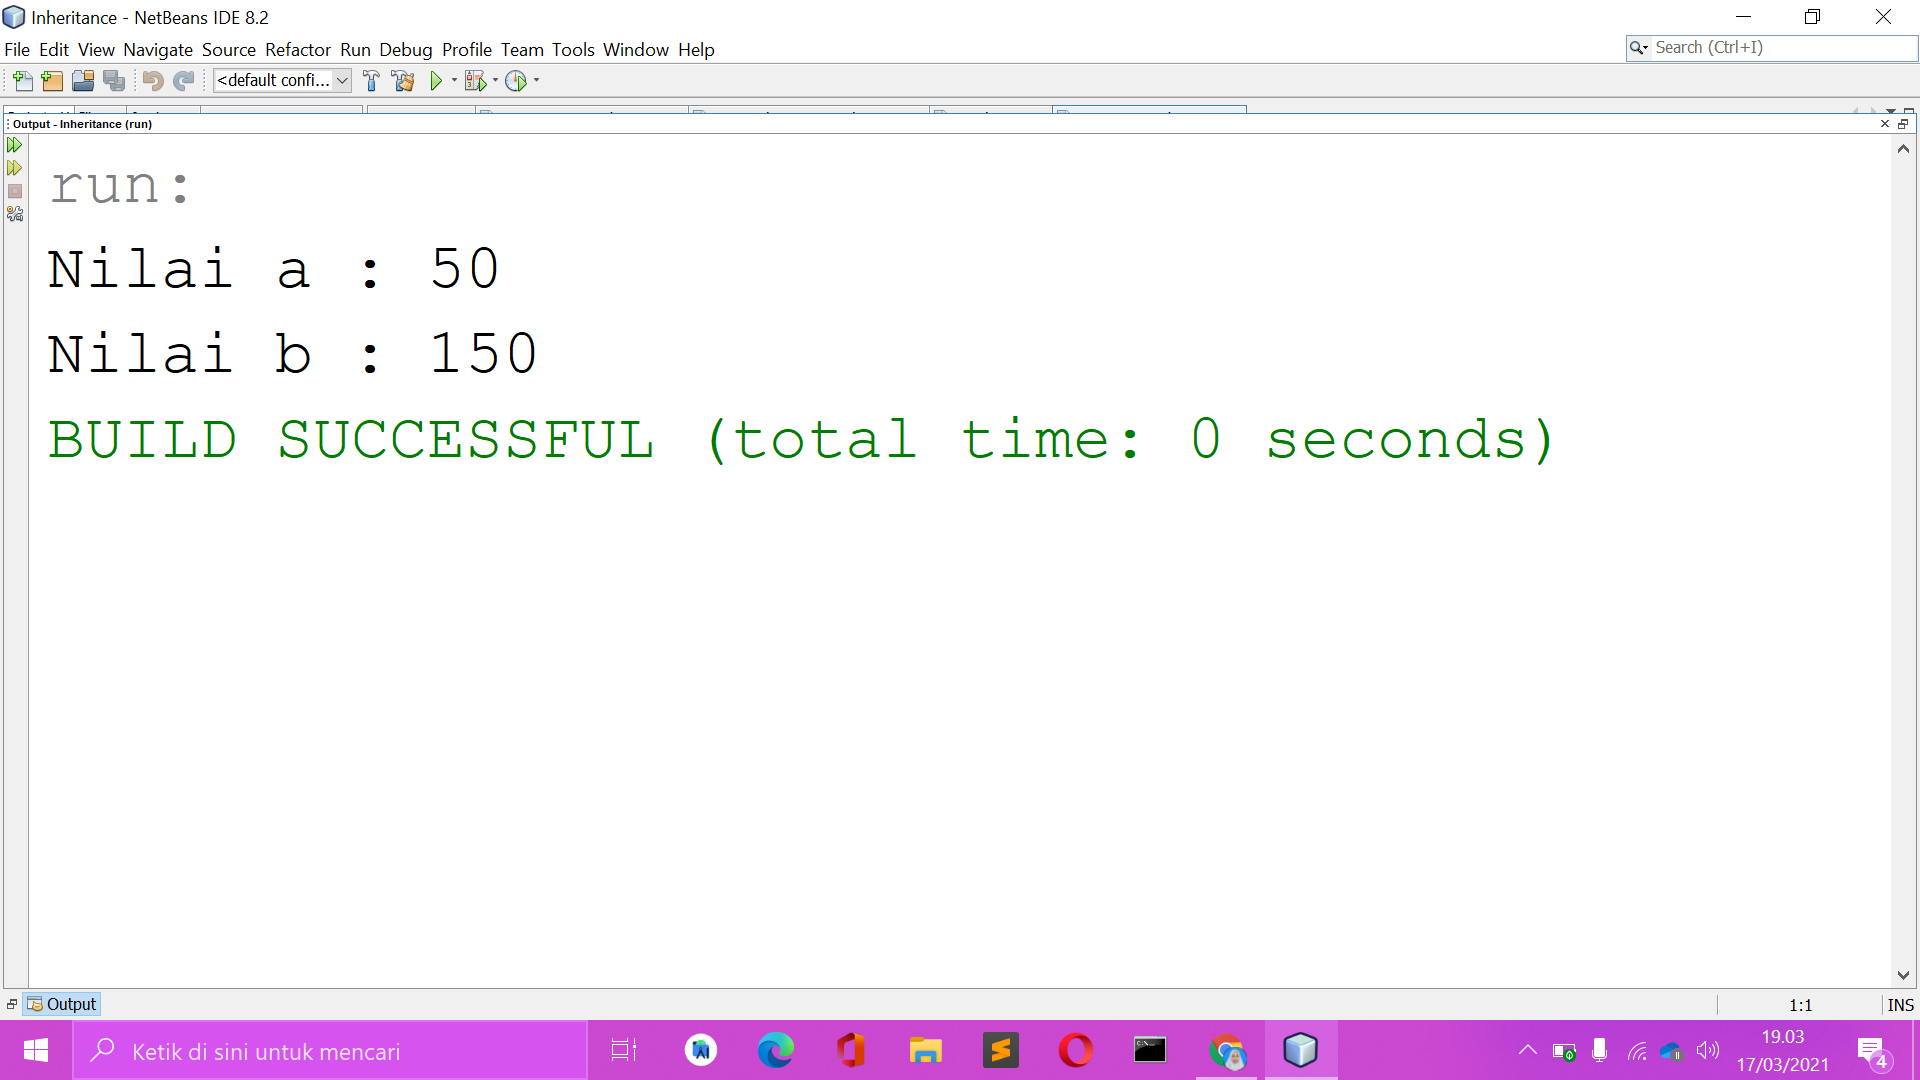 Inheritance - NetBeans IDE 8.2
File Edit View Navigate Source Refactor Run Debug Profile Team Tools Window Help
Search (Ctrl+I)
<default confi...
Output - Inheritance (run)
run:
Nilai a : 50
Nilai b : 150
BUILD SUCCESSFUL (total time: 0 seconds)
Output
1:1
INS
Ketik di sini untuk mencari
19.03
17/03/2021
4